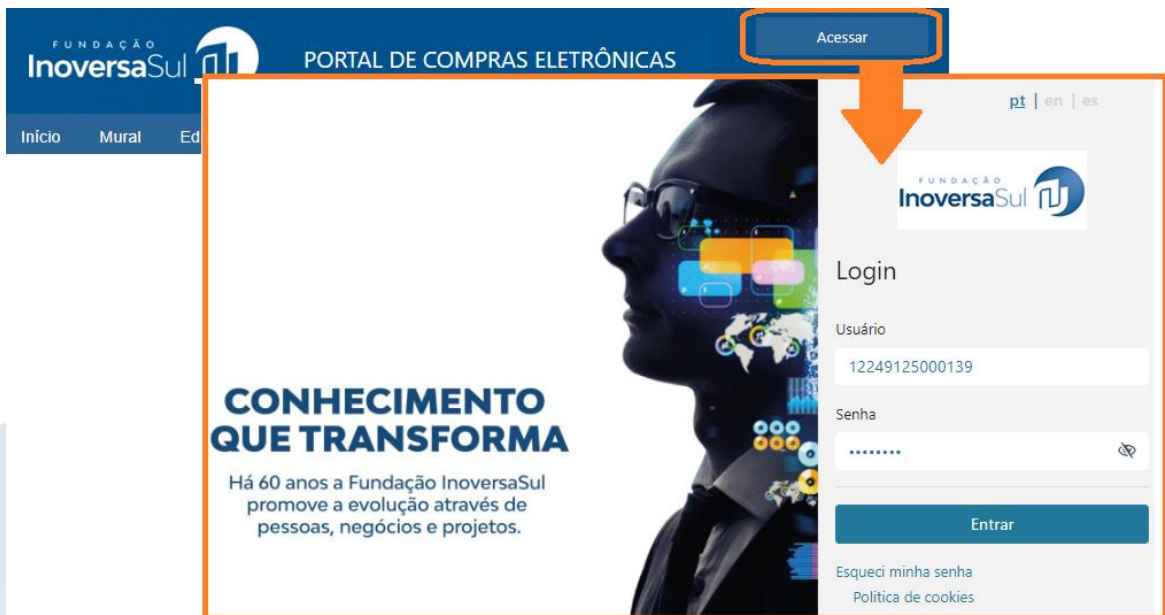 FUNDAÇÃO
InoversaSul
PORTAL DE COMPRAS ELETRÔNICAS
Acessar
Início Mural Ed
pt | en | es
FUNDAÇÃO
InoversaSul
Login
Usuário
12249125000139
Senha
••••••••
Entrar
Esqueci minha senha
Politica de cookies
CONHECIMENTO
QUE TRANSFORMA
Há 60 anos a Fundação InoversaSul
promove a evolução através de
pessoas, negócios e projetos.